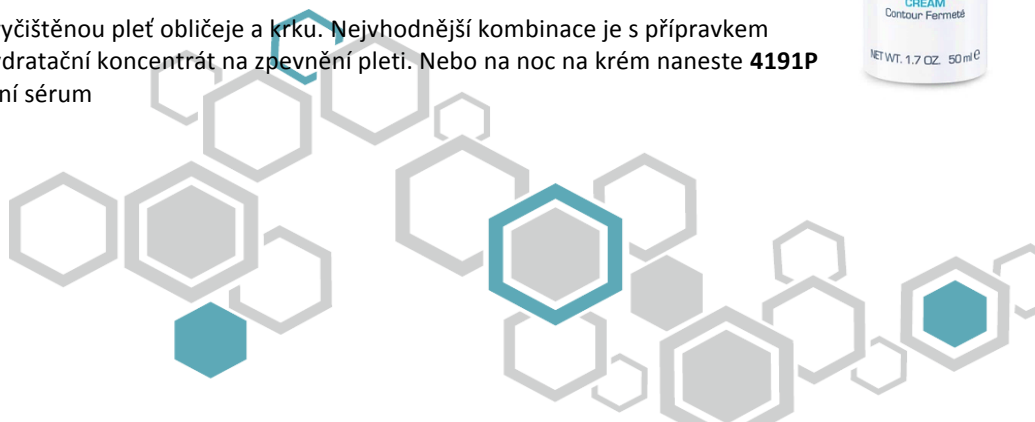 yčištěnou pleť obličeje a krku. Nejvhodnější kombinace je s přípravkem
dratační koncentrát na zpevnění pleti. Nebo na noc na krém naneste 4191P
ní sérum
CREAM
Contour Fermeté
NET WT. 1.7 OZ. 50 ml e